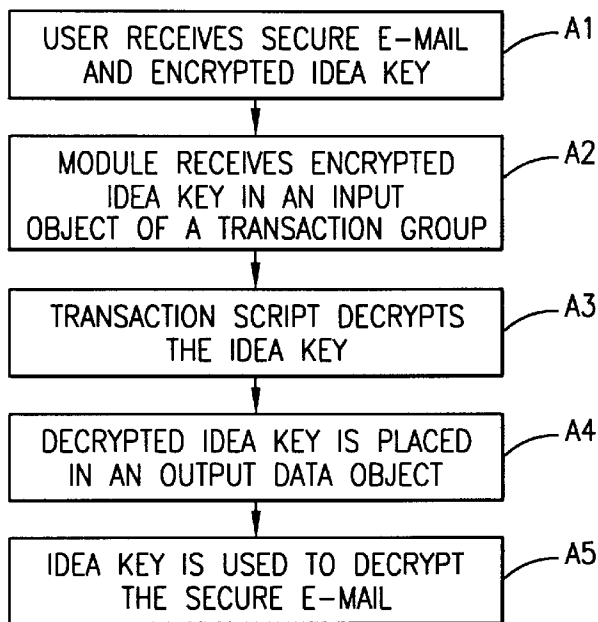 USER RECEIVES SECURE E-MAIL
AND ENCRYPTED IDEA KEY
A1
MODULE RECEIVES ENCRYPTED
IDEA KEY IN AN INPUT
OBJECT OF A TRANSACTION GROUP
A2
TRANSACTION SCRIPT DECRYPTS
THE IDEA KEY
A3
DECRYPTED IDEA KEY IS PLACED
IN AN OUTPUT DATA OBJECT
A4
IDEA KEY IS USED TO DECRYPT
THE SECURE E-MAIL
A5